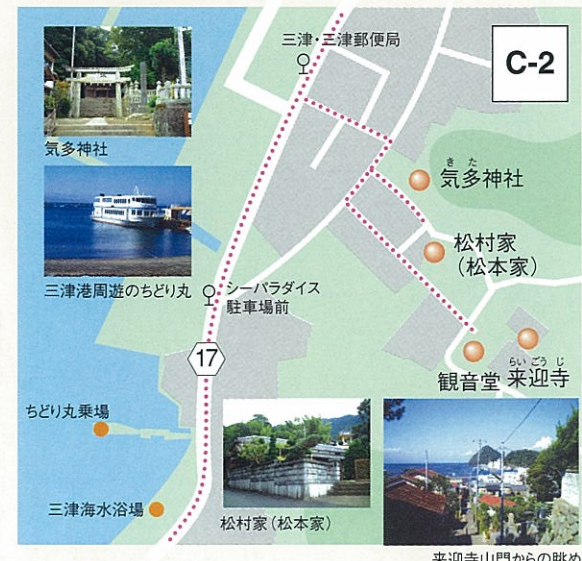 C-2
三津・三津郵便局
気多神社
きた
気多神社
松村家
(松本家)
三津港周遊のちどり丸
シーパラダイス
駐車場前
17
らいごうじ
観音堂 来迎寺
ちどり丸乗場
三津海水浴場
松村家(松本家)
来迎寺山門からの眺め